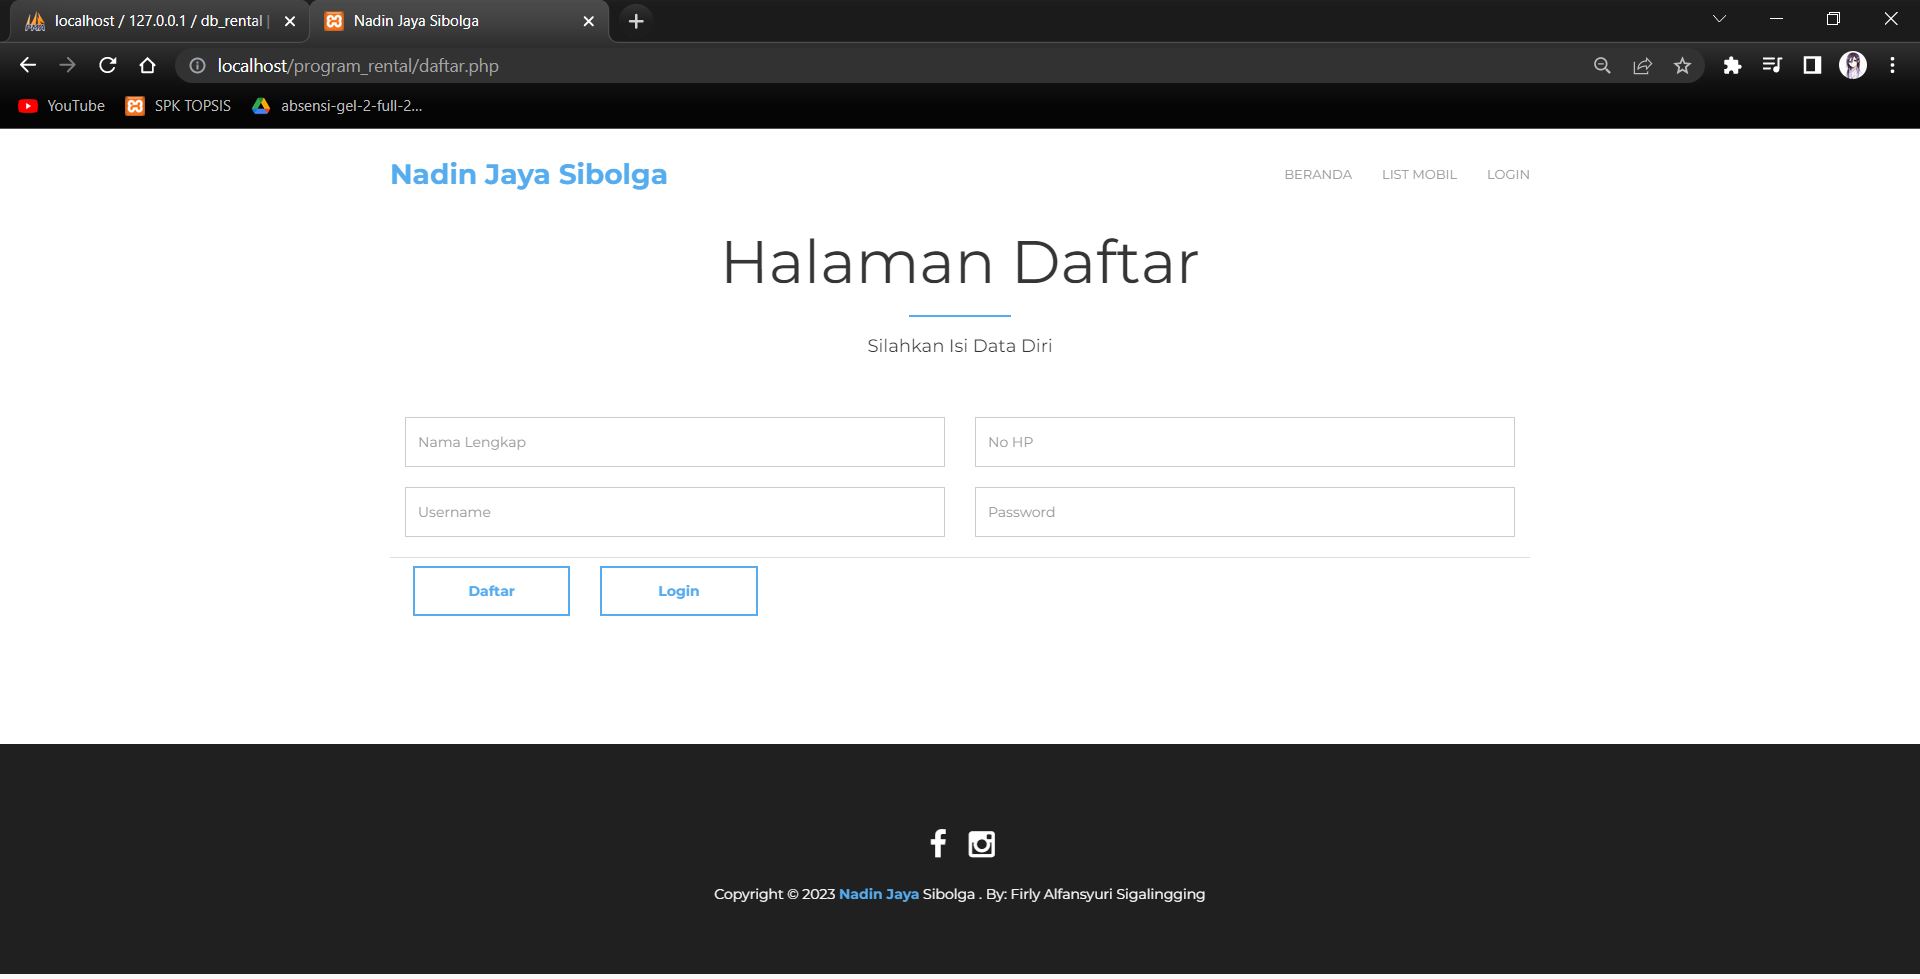 localhost / 127.0.0.1 / db_rental |
Nadin Jaya Sibolga
localhost/program_rental/daftar.php
YouTube
SPK TOPSIS
absensi-gel-2-full-2...
Nadin Jaya Sibolga
BERANDA
LIST MOBIL
LOGIN
Halaman Daftar
Silahkan Isi Data Diri
Nama Lengkap
No HP
Username
Password
Daftar
Login
Copyright © 2023 Nadin Jaya Sibolga . By: Firly Alfansyuri Sigalingging